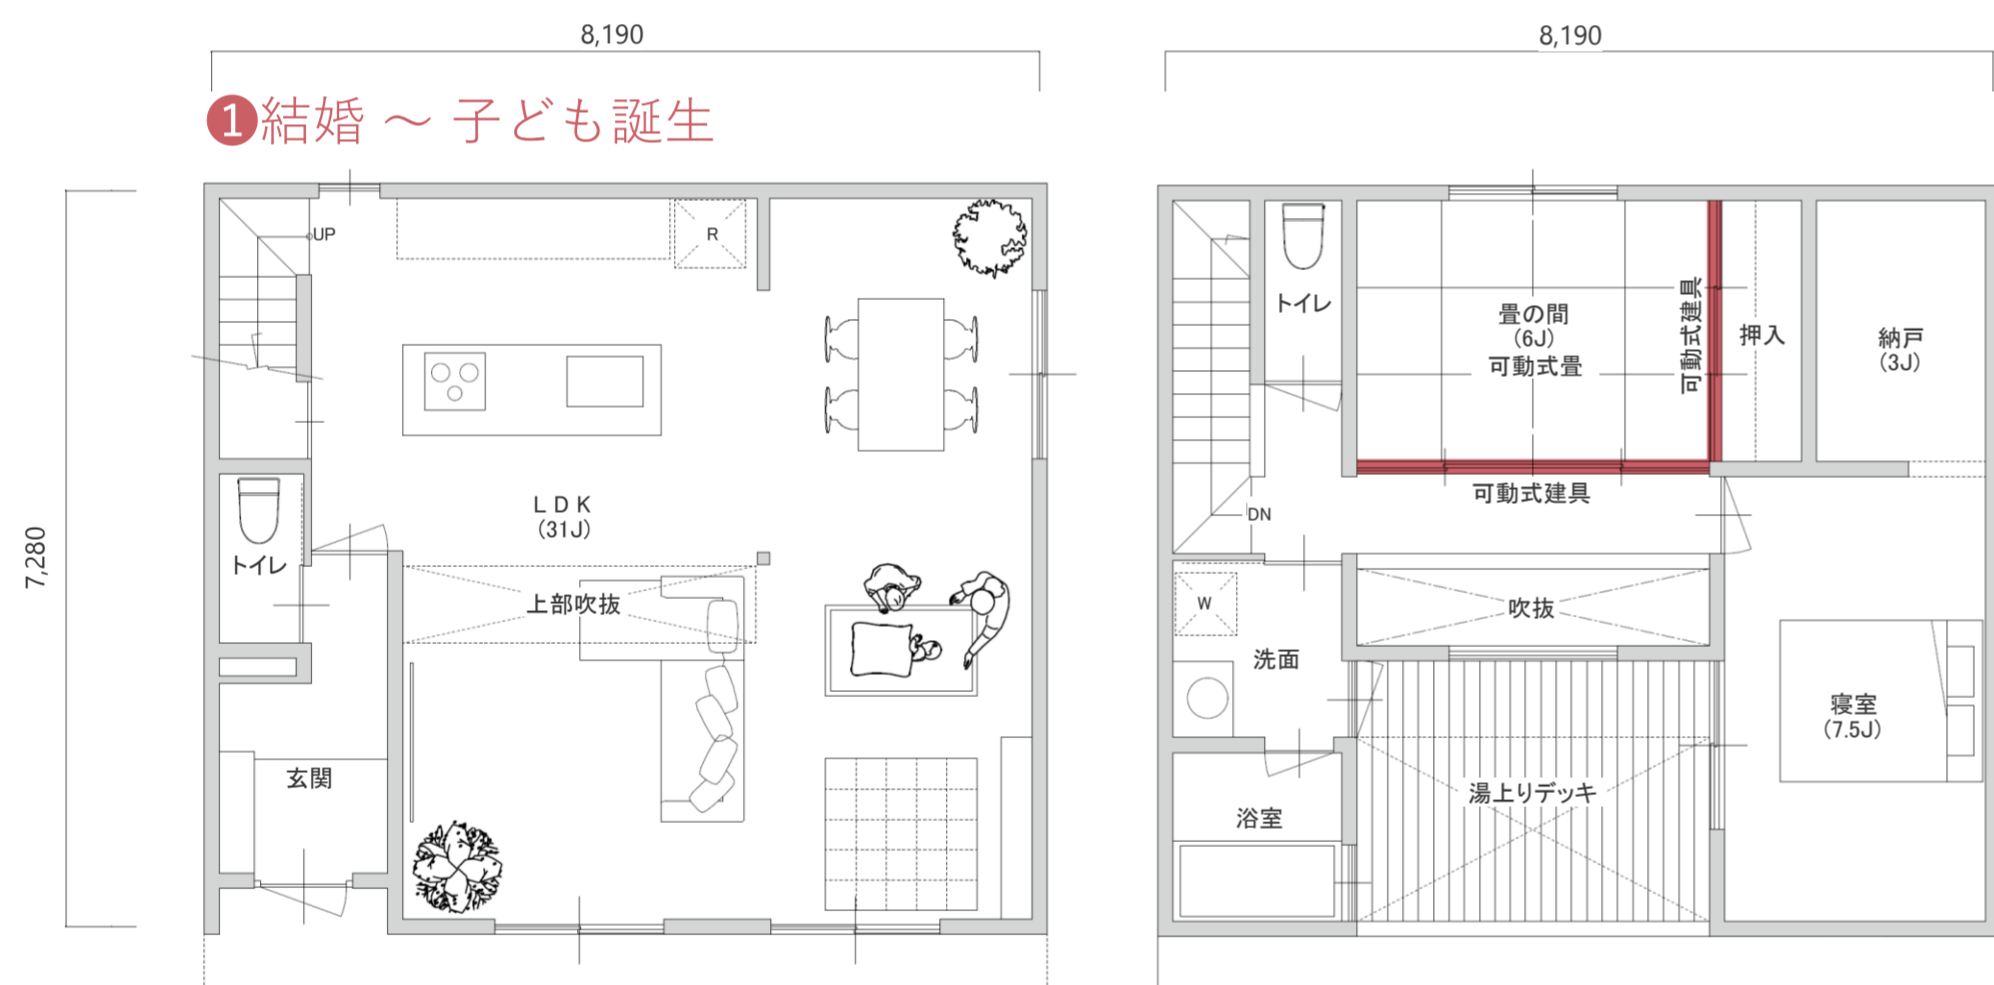 8,190
8,190
❶結婚 ～ 子ども誕生
7,280
UP
R
LDK
(31J)
トイレ
上部吹抜
玄関
トイレ
畳の間
(6J)
可動式畳
可動式建具
押入
納戸
(3J)
可動式建具
DN
W
吹抜
洗面
寝室
(7.5J)
湯上りデッキ
浴室